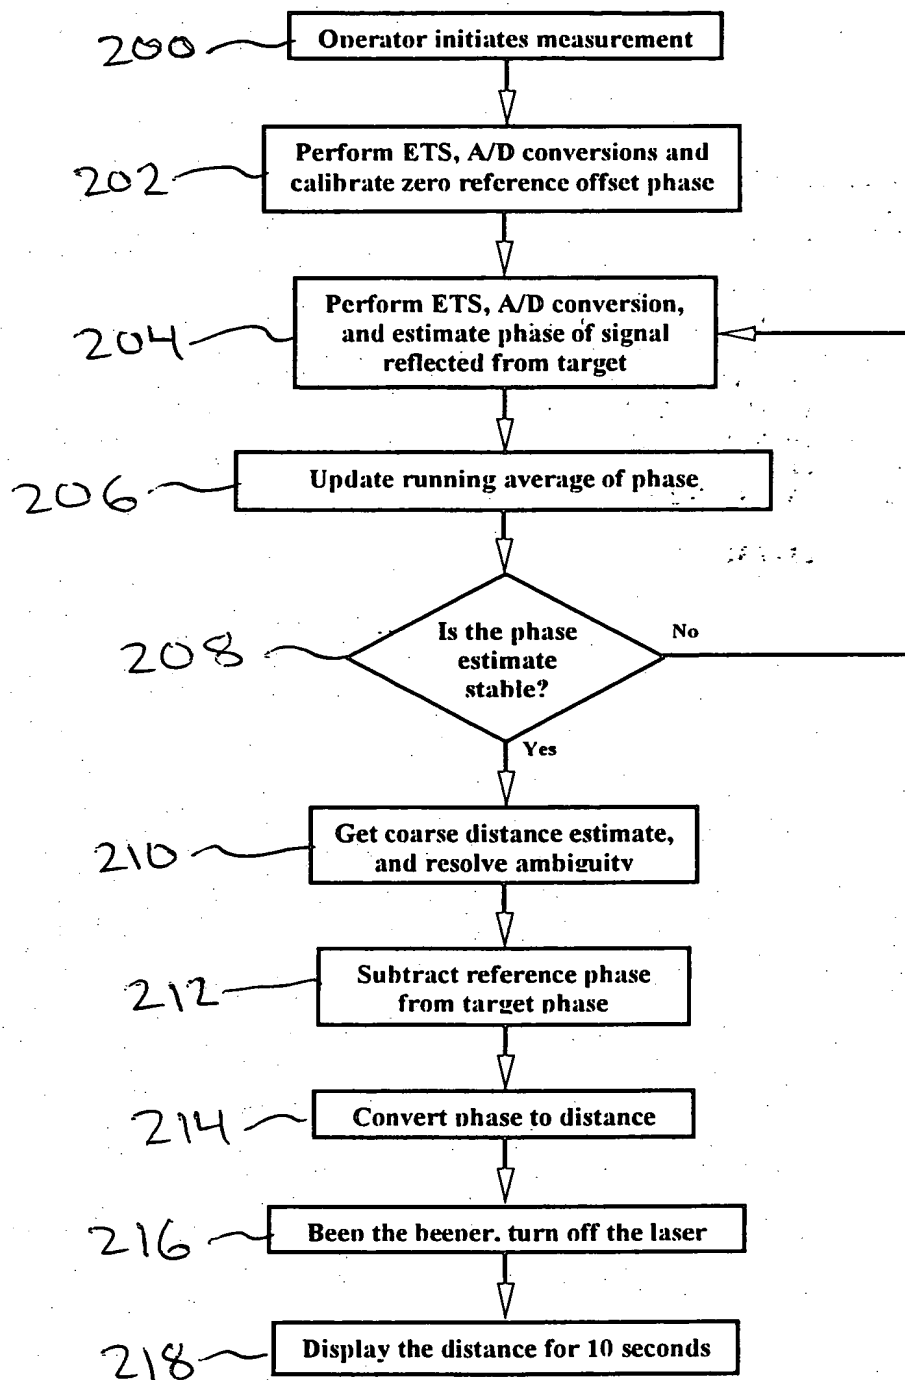 200
Operator initiates measurement
202
Perform ETS, A/D conversions and
calibrate zero reference offset phase
204
Perform ETS, A/D conversion,
and estimate phase of signal
reflected from target
206
Update running average of phase
208
Is the phase
estimate
stable?
No
Yes
210
Get coarse distance estimate,
and resolve ambiguity
212
Subtract reference phase
from target phase
214
Convert phase to distance
216
Beep the beeper, turn off the laser
218
Display the distance for 10 seconds